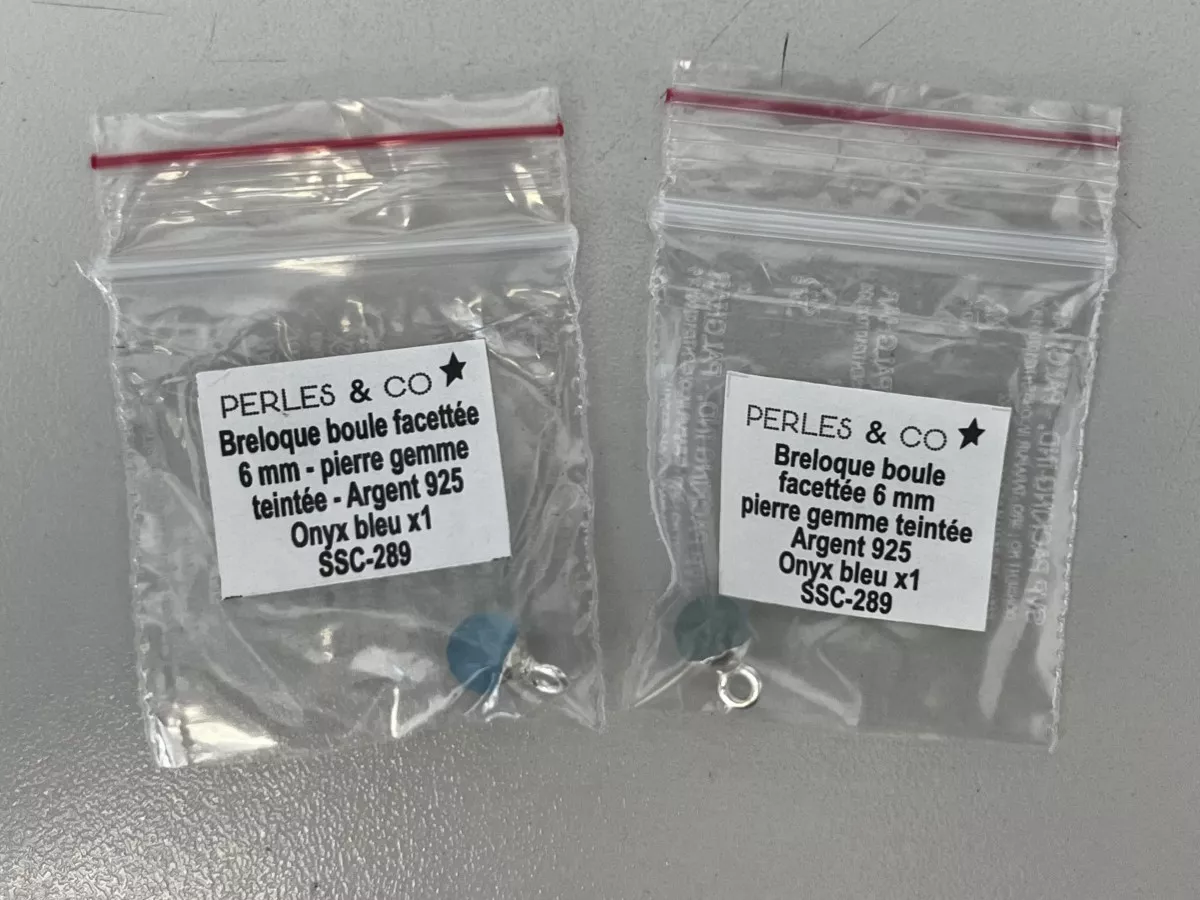 PERLES & CO
Breloque boule facettée
6 mm - pierre gemme
teintée - Argent 925
Onyx bleu x1
SSC-289
PERLES & CO
Breloque boule
facettée 6 mm
pierre gemme teintée
Argent 925
Onyx bleu x1
SSC-289